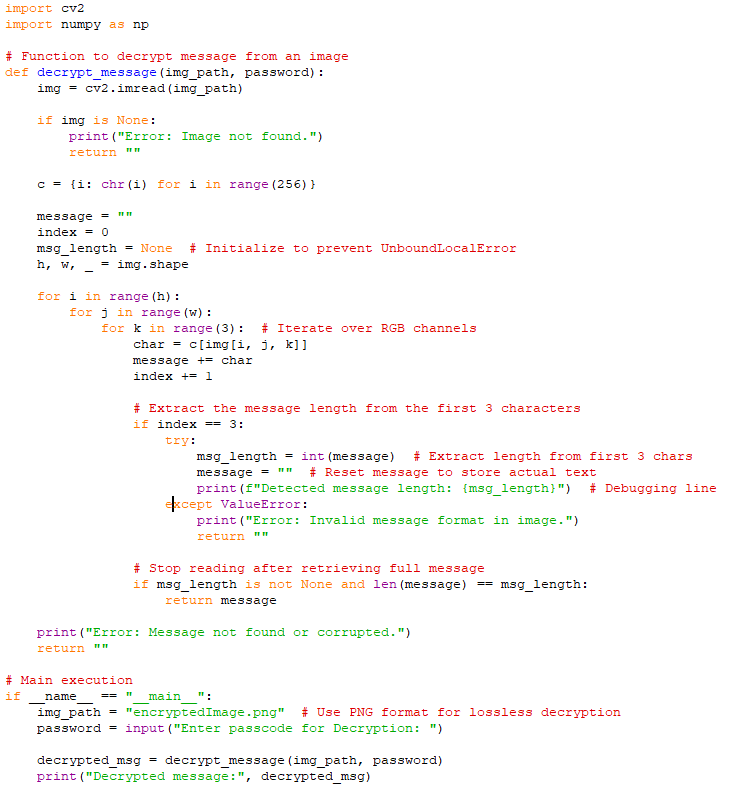 import cv2
import numpy as np

# Function to decrypt message from an image
def decrypt_message(img_path, password):
    img = cv2.imread(img_path)

    if img is None:
        print("Error: Image not found.")
        return ""

    c = {i: chr(i) for i in range(256)}

    message = ""
    index = 0
    msg_length = None  # Initialize to prevent UnboundLocalError
    h, w, _ = img.shape

    for i in range(h):
        for j in range(w):
            for k in range(3):  # Iterate over RGB channels
                char = c[img[i, j, k]]
                message += char
                index += 1

                # Extract the message length from the first 3 characters
                if index == 3:
                    try:
                        msg_length = int(message)  # Extract length from first 3 chars
                        message = ""  # Reset message to store actual text
                        print(f"Detected message length: {msg_length}")  # Debugging line
                    except ValueError:
                        print("Error: Invalid message format in image.")
                        return ""

                # Stop reading after retrieving full message
                if msg_length is not None and len(message) == msg_length:
                    return message

    print("Error: Message not found or corrupted.")
    return ""

# Main execution
if __name__ == "__main__":
    img_path = "encryptedImage.png"  # Use PNG format for lossless decryption
    password = input("Enter passcode for Decryption: ")

    decrypted_msg = decrypt_message(img_path, password)
    print("Decrypted message:", decrypted_msg)